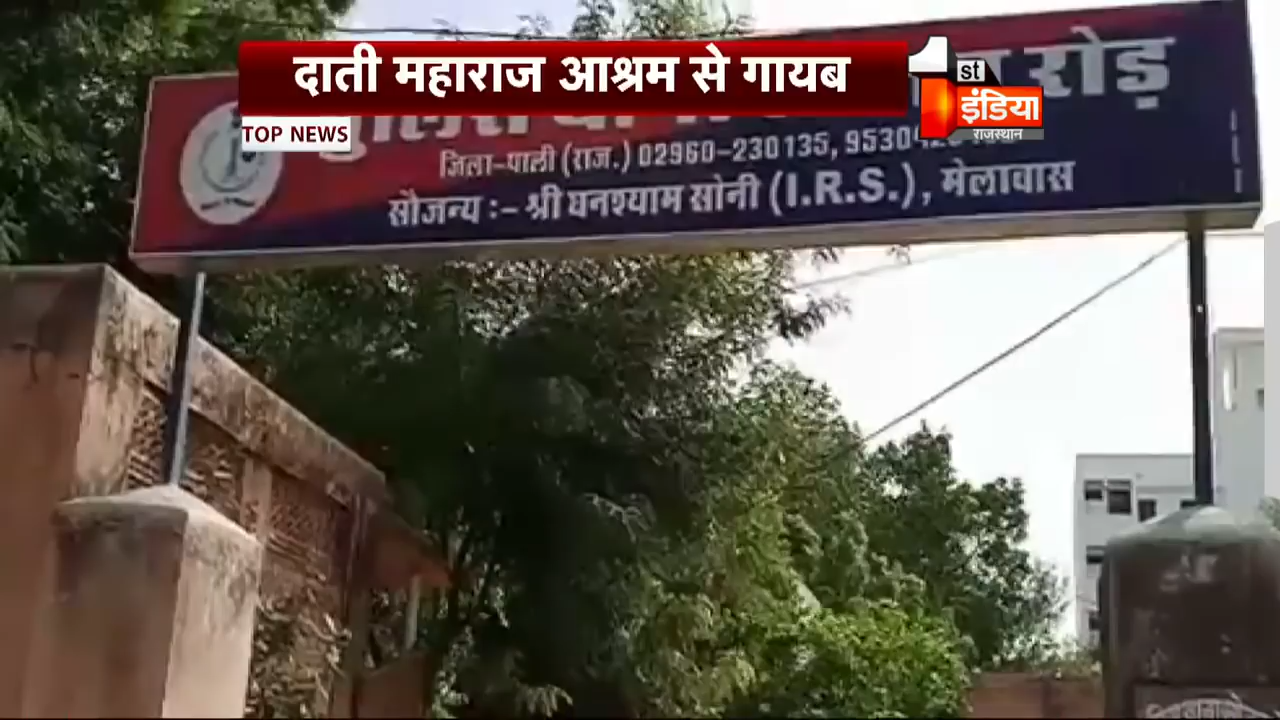 दाती महाराज आश्रम से गायब
1st
इंडिया
राजस्थान
TOP NEWS
रोड़
जिला-पाली (राज.) 02960-230135,
सौजन्य :- श्री घनश्याम सोनी (I.R.S.), मेलावास